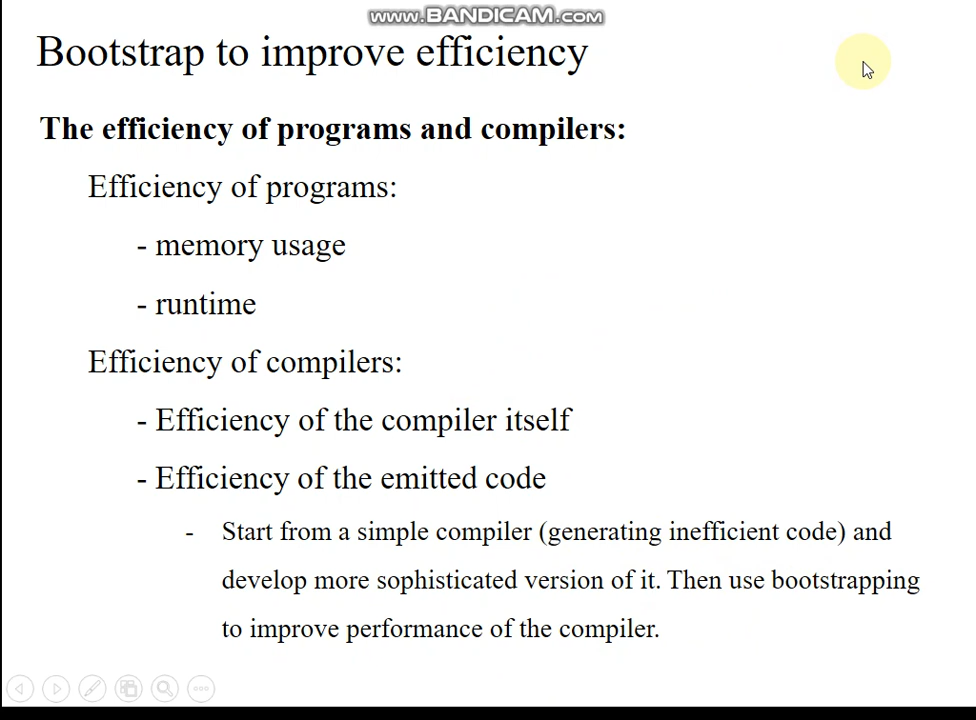 www.BANDICAM.com
Bootstrap to improve efficiency
The efficiency of programs and compilers:
Efficiency of programs:
- memory usage
- runtime
Efficiency of compilers:
- Efficiency of the compiler itself
- Efficiency of the emitted code
- Start from a simple compiler (generating inefficient code) and
develop more sophisticated version of it. Then use bootstrapping
to improve performance of the compiler.